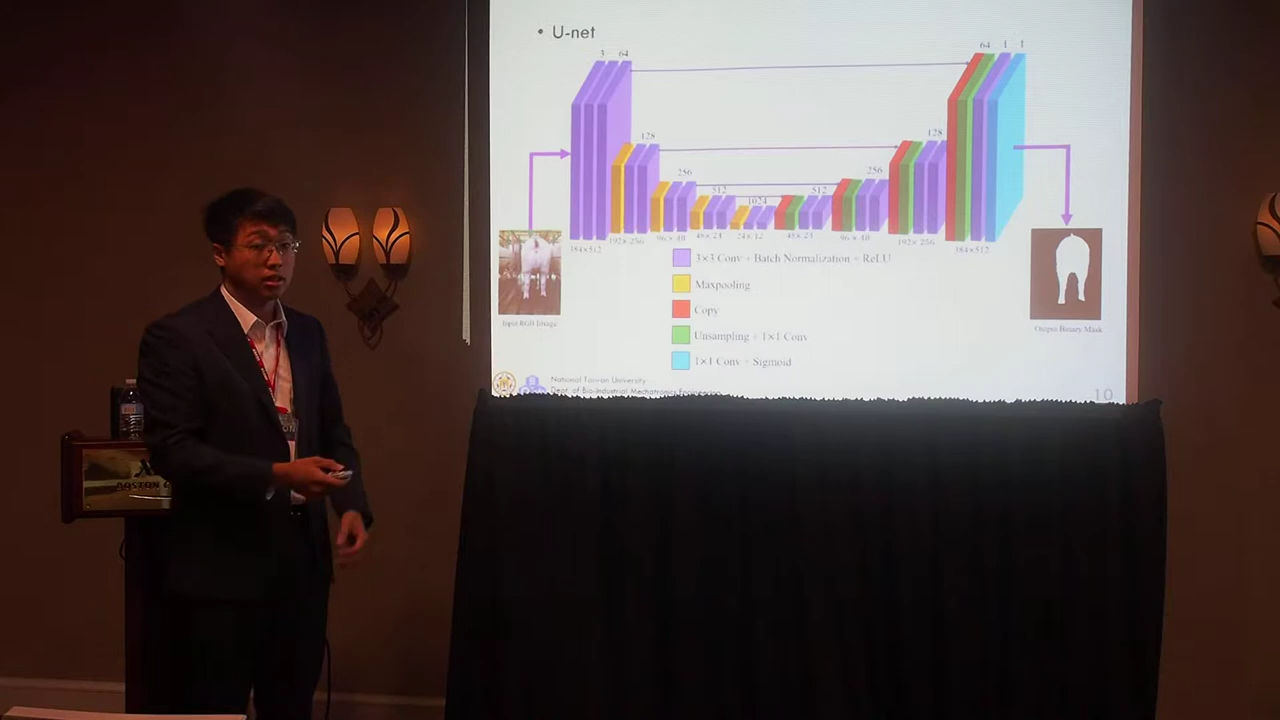 • U-net
3 64
64 1 1
128
128
256
256
512
512
1024
384×512
192×256
96×48
48×24
24×12
48×24
96×48
192×256
384×512
Input RGB Image
Output Binary Mask
3×3 Conv + Batch Normalization + ReLU
Maxpooling
Copy
Unsampling + 1×1 Conv
1×1 Conv + Sigmoid
National Taiwan University
Dept. of Bio-Industrial Mechatronics Engineering
10
BOSTON